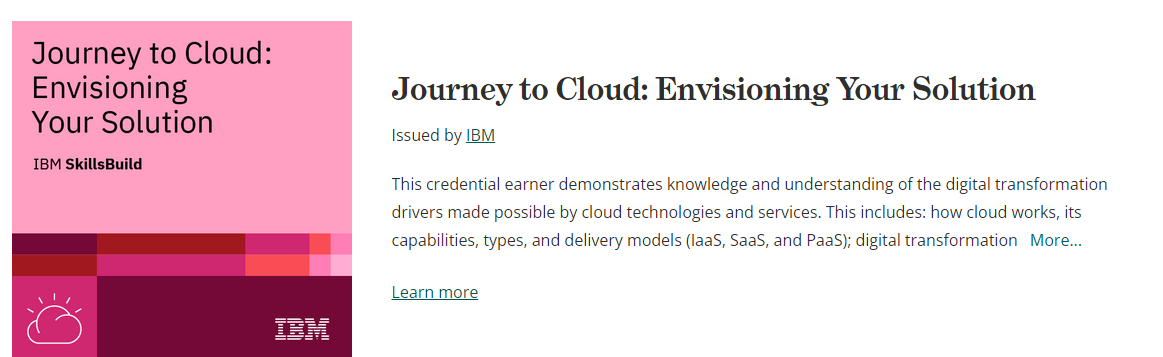 Journey to Cloud:
Envisioning
Your Solution
IBM SkillsBuild
IBM
Journey to Cloud: Envisioning Your Solution
Issued by IBM
This credential earner demonstrates knowledge and understanding of the digital transformation
drivers made possible by cloud technologies and services. This includes: how cloud works, its
capabilities, types, and delivery models (IaaS, SaaS, and PaaS); digital transformation More...
Learn more